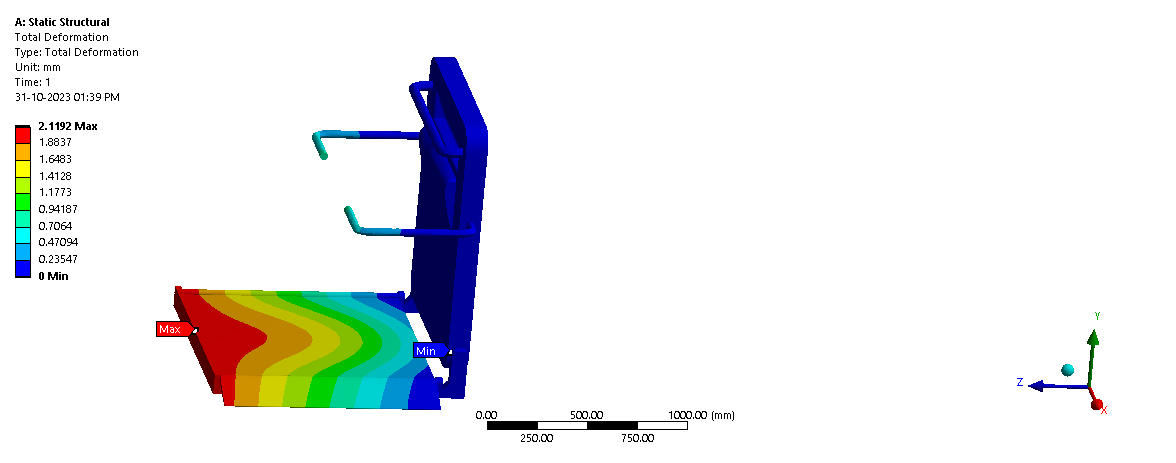 A: Static Structural
Total Deformation
Type: Total Deformation
Unit: mm
Time: 1
31-10-2023 01:39 PM
2.1192 Max
1.8837
1.6483
1.4128
1.1773
0.94187
0.7064
0.47094
0.23547
0 Min
Max
Min
0.00 500.00 1000.00 (mm)
250.00 750.00
Y
Z
X